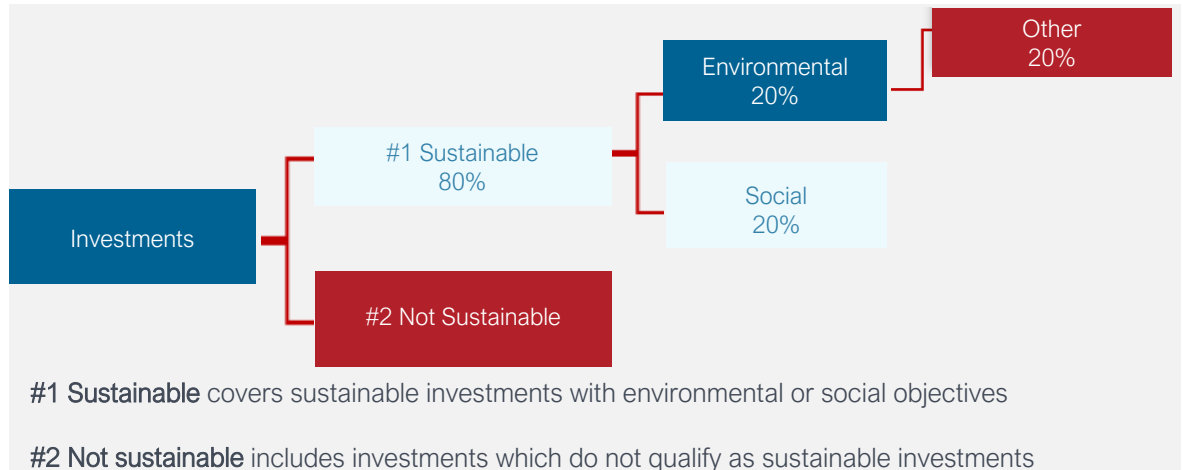 Other
20%
Environmental
20%
#1 Sustainable
80%
Social
20%
Investments
#2 Not Sustainable
#1 Sustainable covers sustainable investments with environmental or social objectives
#2 Not sustainable includes investments which do not qualify as sustainable investments